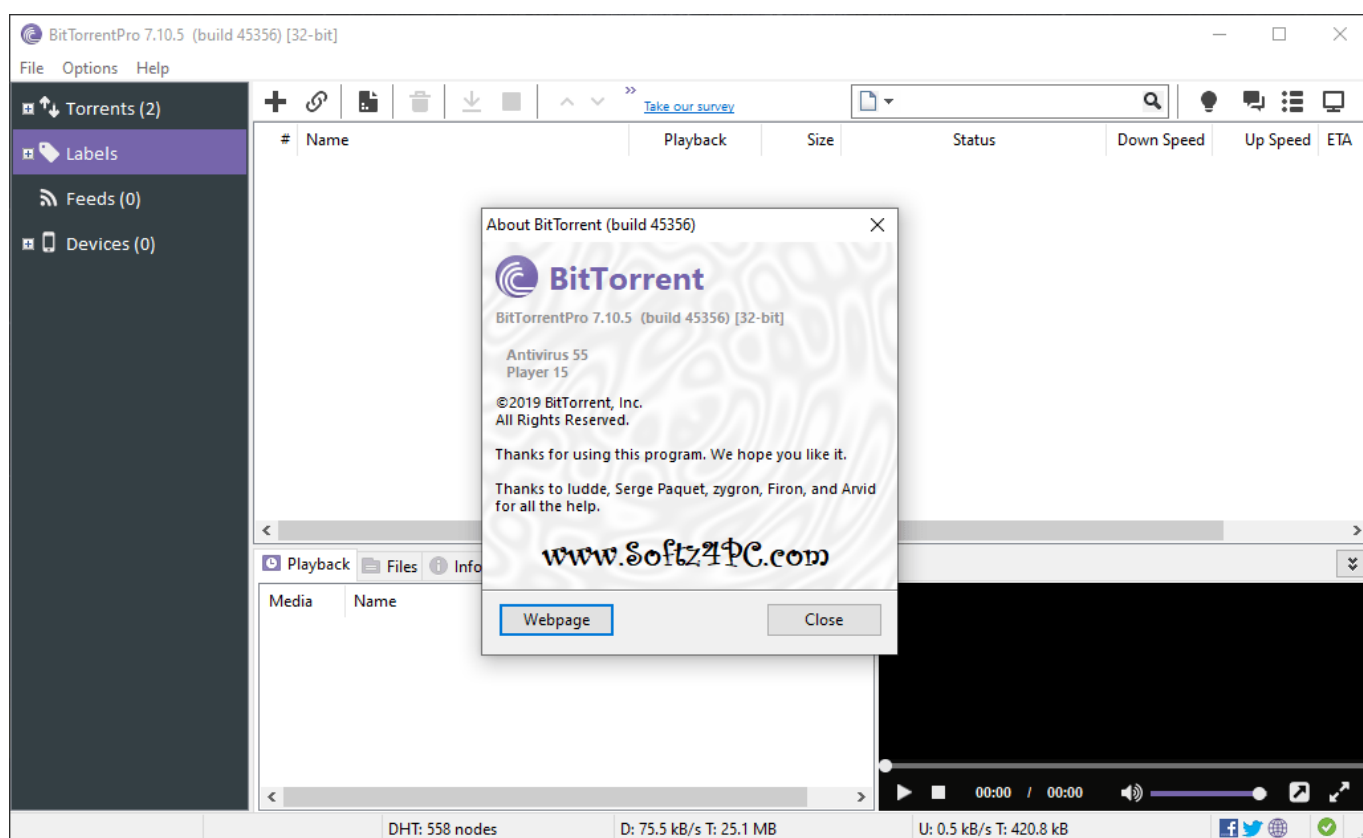 BitTorrentPro 7.10.5 (build 45356) [32-bit]
File Options Help
Torrents (2)
Labels
Feeds (0)
Devices (0)
Take our survey
# Name Playback Size Status Down Speed Up Speed ETA
About BitTorrent (build 45356)
BitTorrent
BitTorrentPro 7.10.5 (build 45356) [32-bit]
Antivirus 55
Player 15
©2019 BitTorrent, Inc.
All Rights Reserved.
Thanks for using this program. We hope you like it.
Thanks to ludde, Serge Paquet, zygron, Firon, and Arvid
for all the help.
www.Softz4PC.com
Webpage Close
Playback Files Info
Media Name
00:00 / 00:00
DHT: 558 nodes D: 75.5 kB/s T: 25.1 MB U: 0.5 kB/s T: 420.8 kB